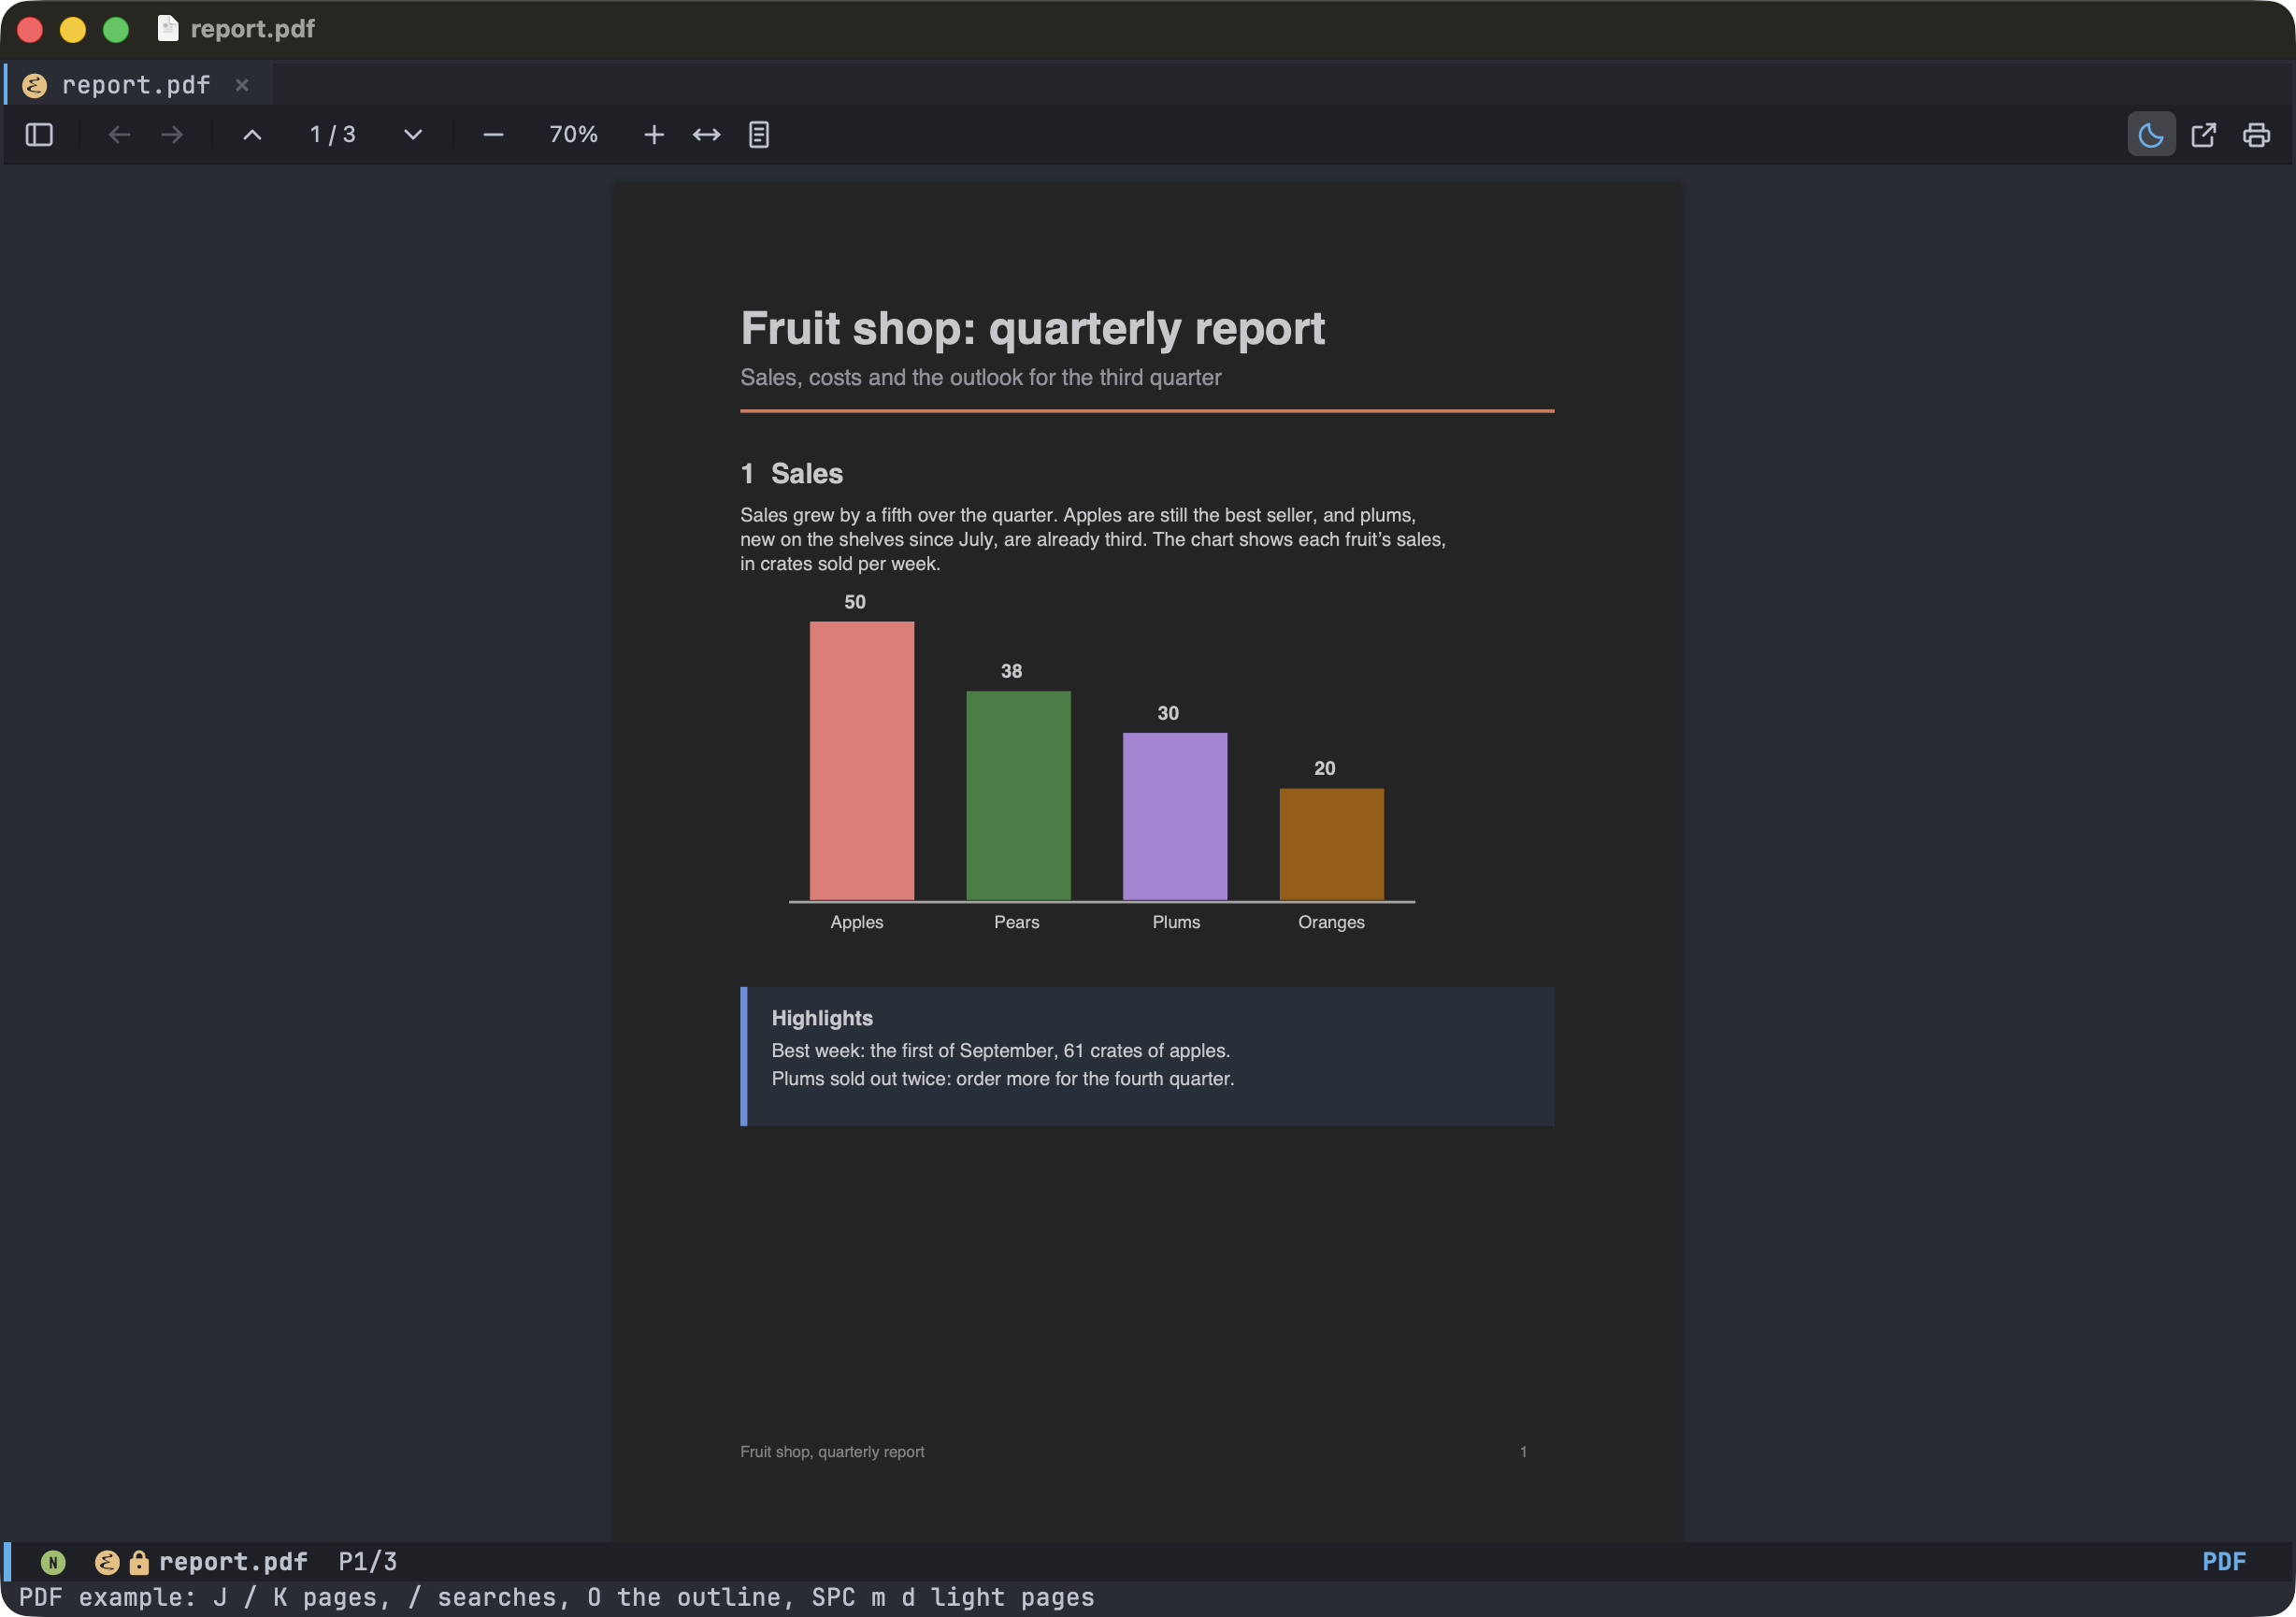 report.pdf
report.pdf ×
1 / 3 70%
Fruit shop: quarterly report
Sales, costs and the outlook for the third quarter
1 Sales
Sales grew by a fifth over the quarter. Apples are still the best seller, and plums,
new on the shelves since July, are already third. The chart shows each fruit’s sales,
in crates sold per week.
50
38
30
20
Apples Pears Plums Oranges
Highlights
Best week: the first of September, 61 crates of apples.
Plums sold out twice: order more for the fourth quarter.
Fruit shop, quarterly report 1
N report.pdf P1/3 PDF
PDF example: J / K pages, / searches, O the outline, SPC m d light pages